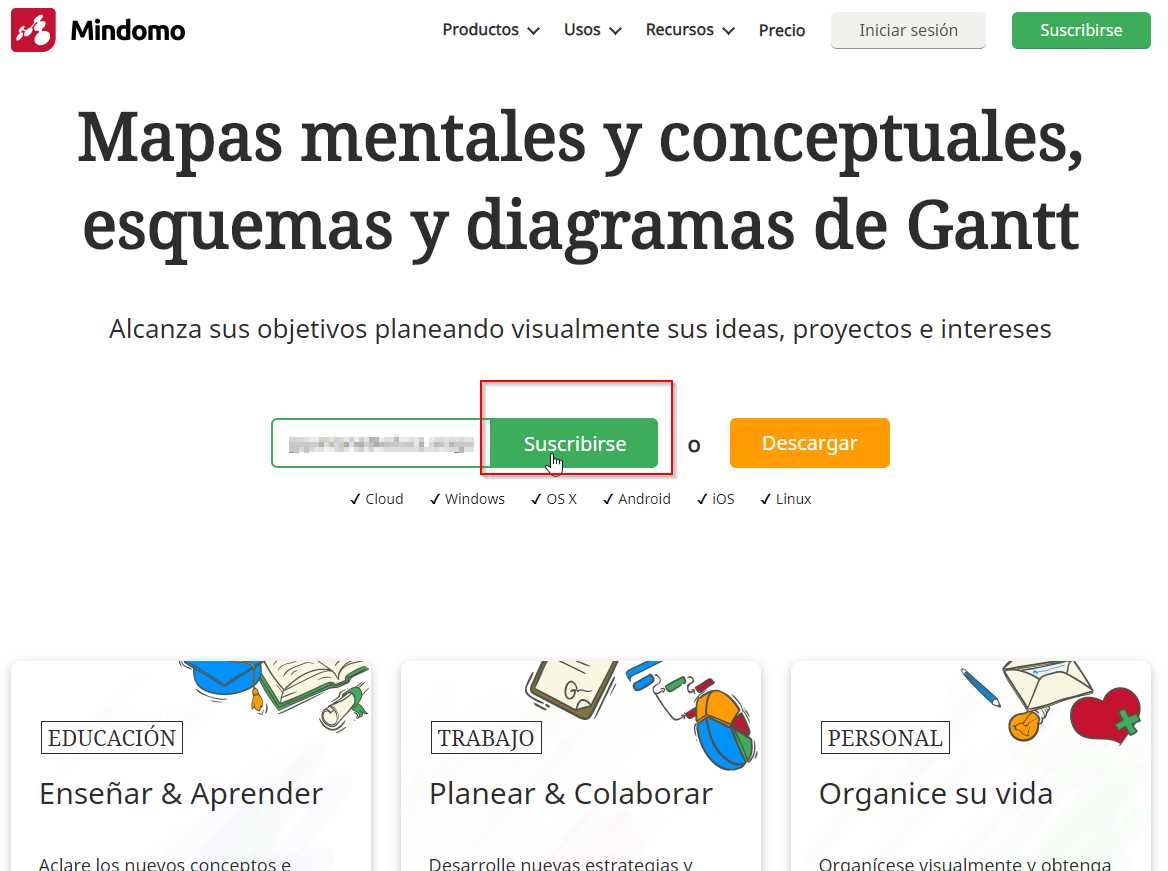 Mindomo
Productos Usos Recursos Precio Iniciar sesión Suscribirse
Mapas mentales y conceptuales,
esquemas y diagramas de Gantt
Alcanza sus objetivos planeando visualmente sus ideas, proyectos e intereses
Suscribirse o Descargar
✓ Cloud ✓ Windows ✓ OS X ✓ Android ✓ iOS ✓ Linux
EDUCACIÓN
Enseñar & Aprender
Aclare los nuevos conceptos e
TRABAJO
Planear & Colaborar
Desarrolle nuevas estrategias y
PERSONAL
Organice su vida
Organícese visualmente y obtenga